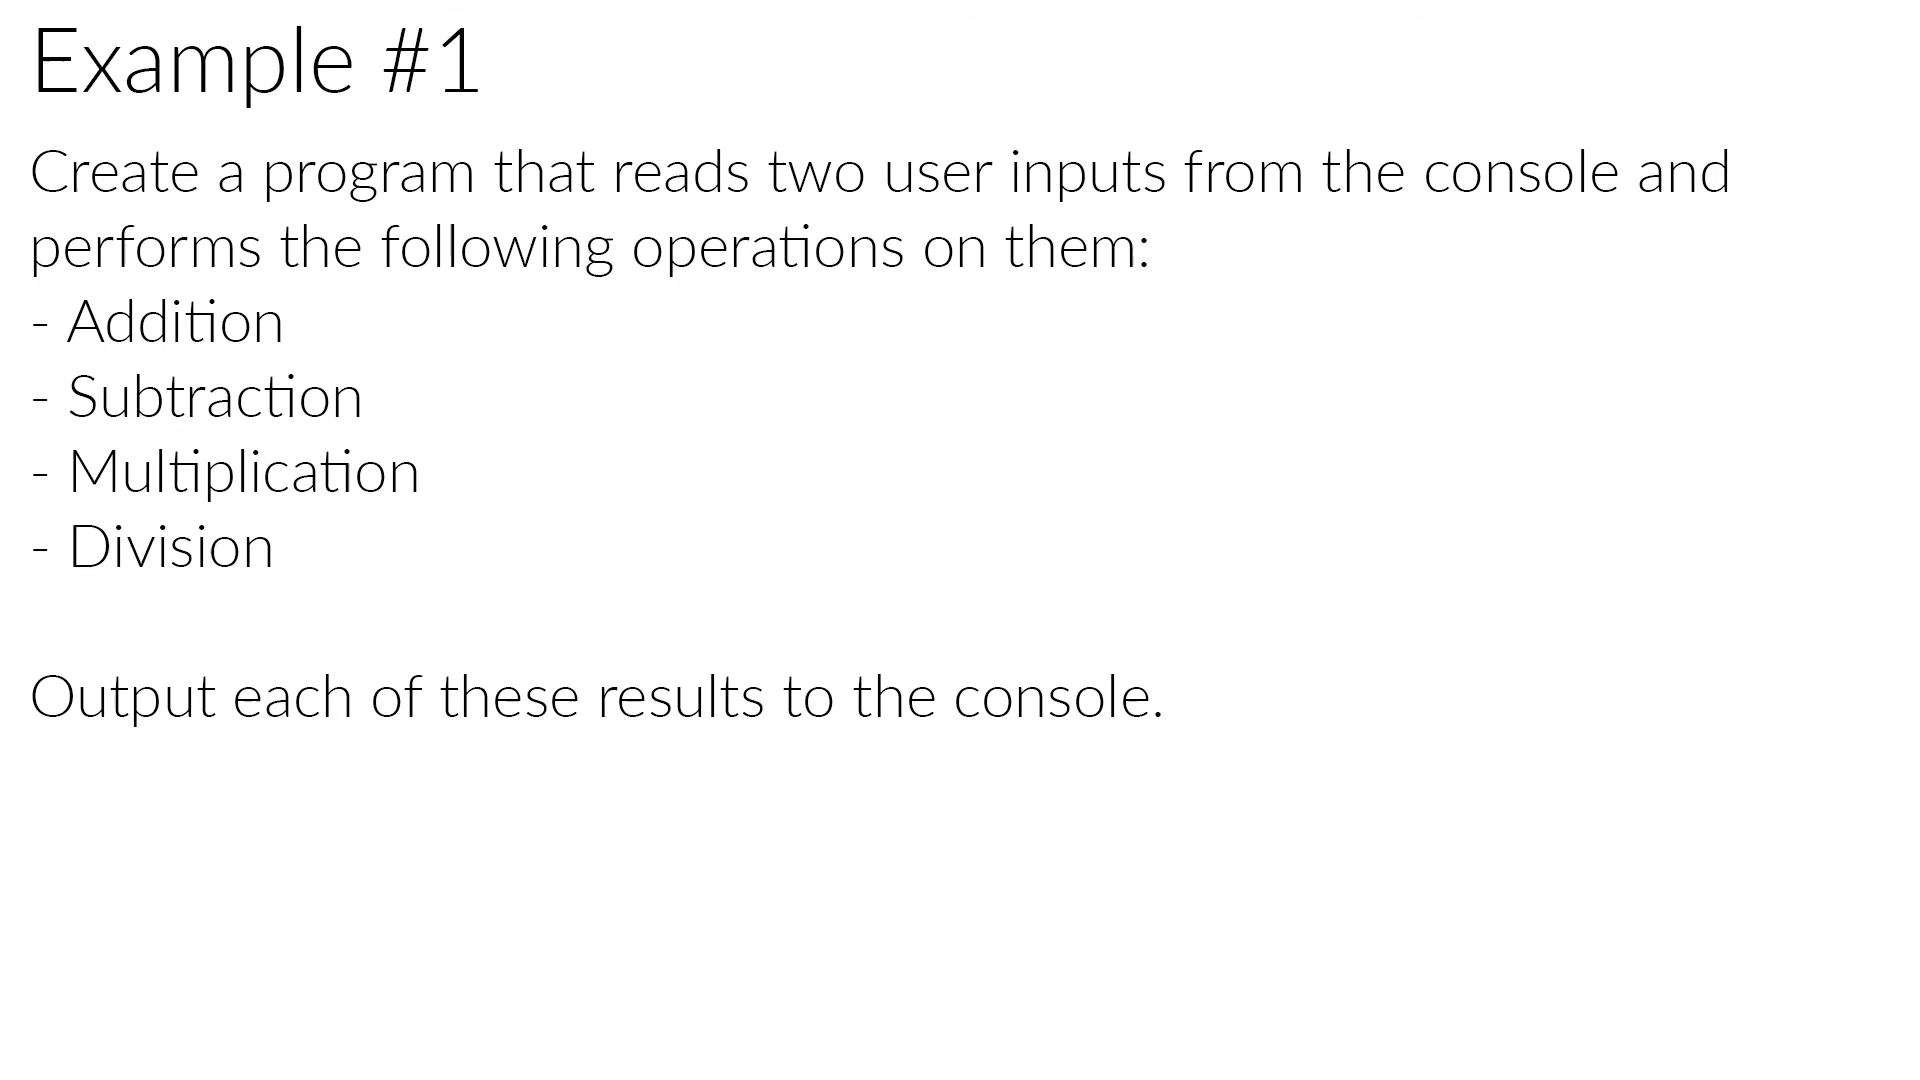 Example #1
Create a program that reads two user inputs from the console and
performs the following operations on them:
- Addition
- Subtraction
- Multiplication
- Division
Output each of these results to the console.